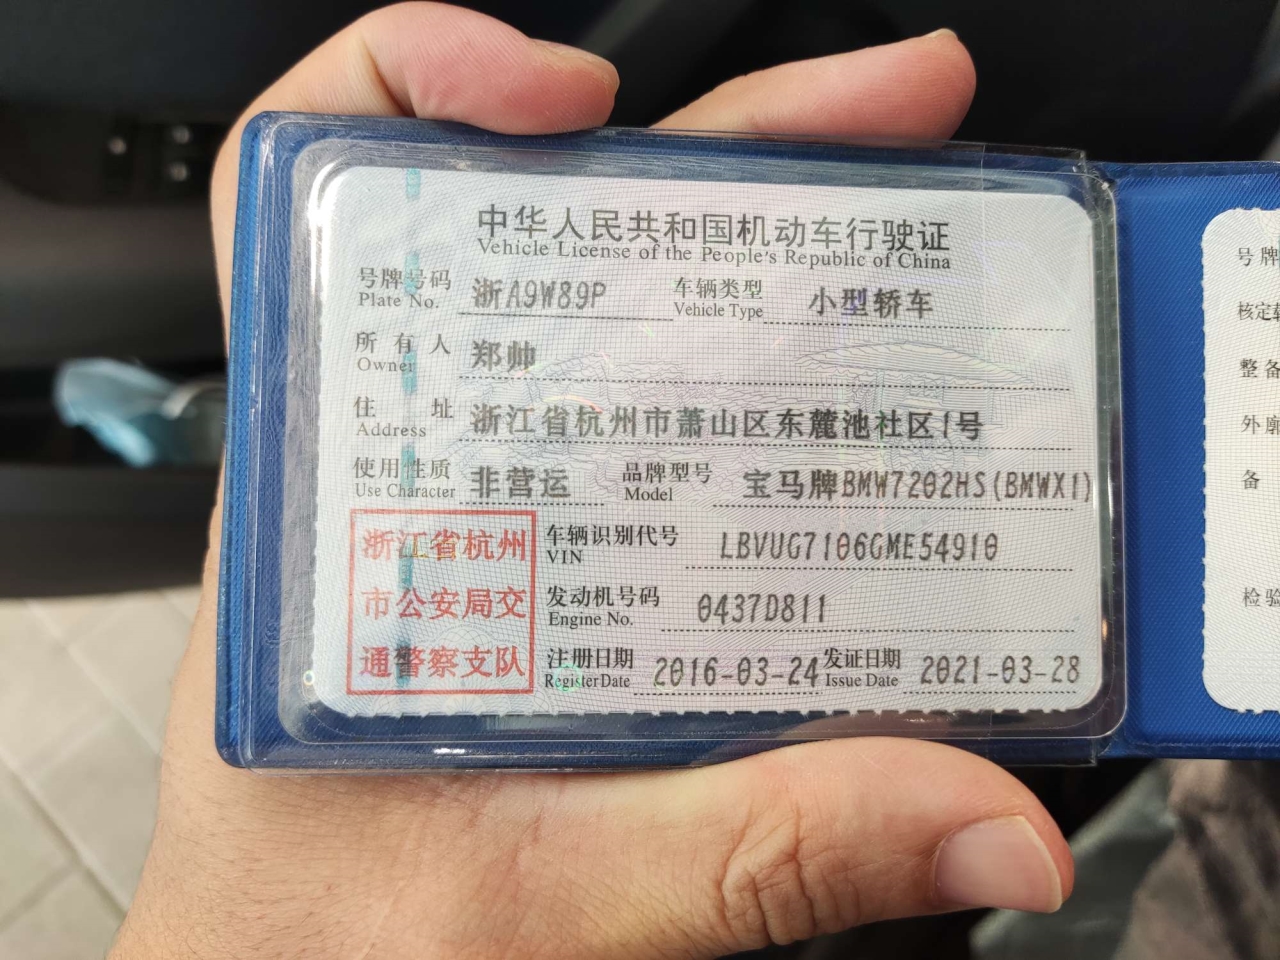 中华人民共和国机动车行驶证
Vehicle License of the People's Republic of China
号牌号码 浙A9W89P 车辆类型 小型轿车
Plate No. Vehicle Type
所有人 郑帅
Owner
住址 浙江省杭州市萧山区东麓池社区1号
Address
使用性质 非营运 品牌型号 宝马牌BMW7202HS(BMWX1)
Use Character Model
浙江省杭州
市公安局交
通警察支队
车辆识别代号 LBVUG7106GME54910
VIN
发动机号码 0437D811
Engine No.
注册日期 2016-03-24 发证日期 2021-03-28
Register Date Issue Date
号牌
核定
整备
外廓
备
检验